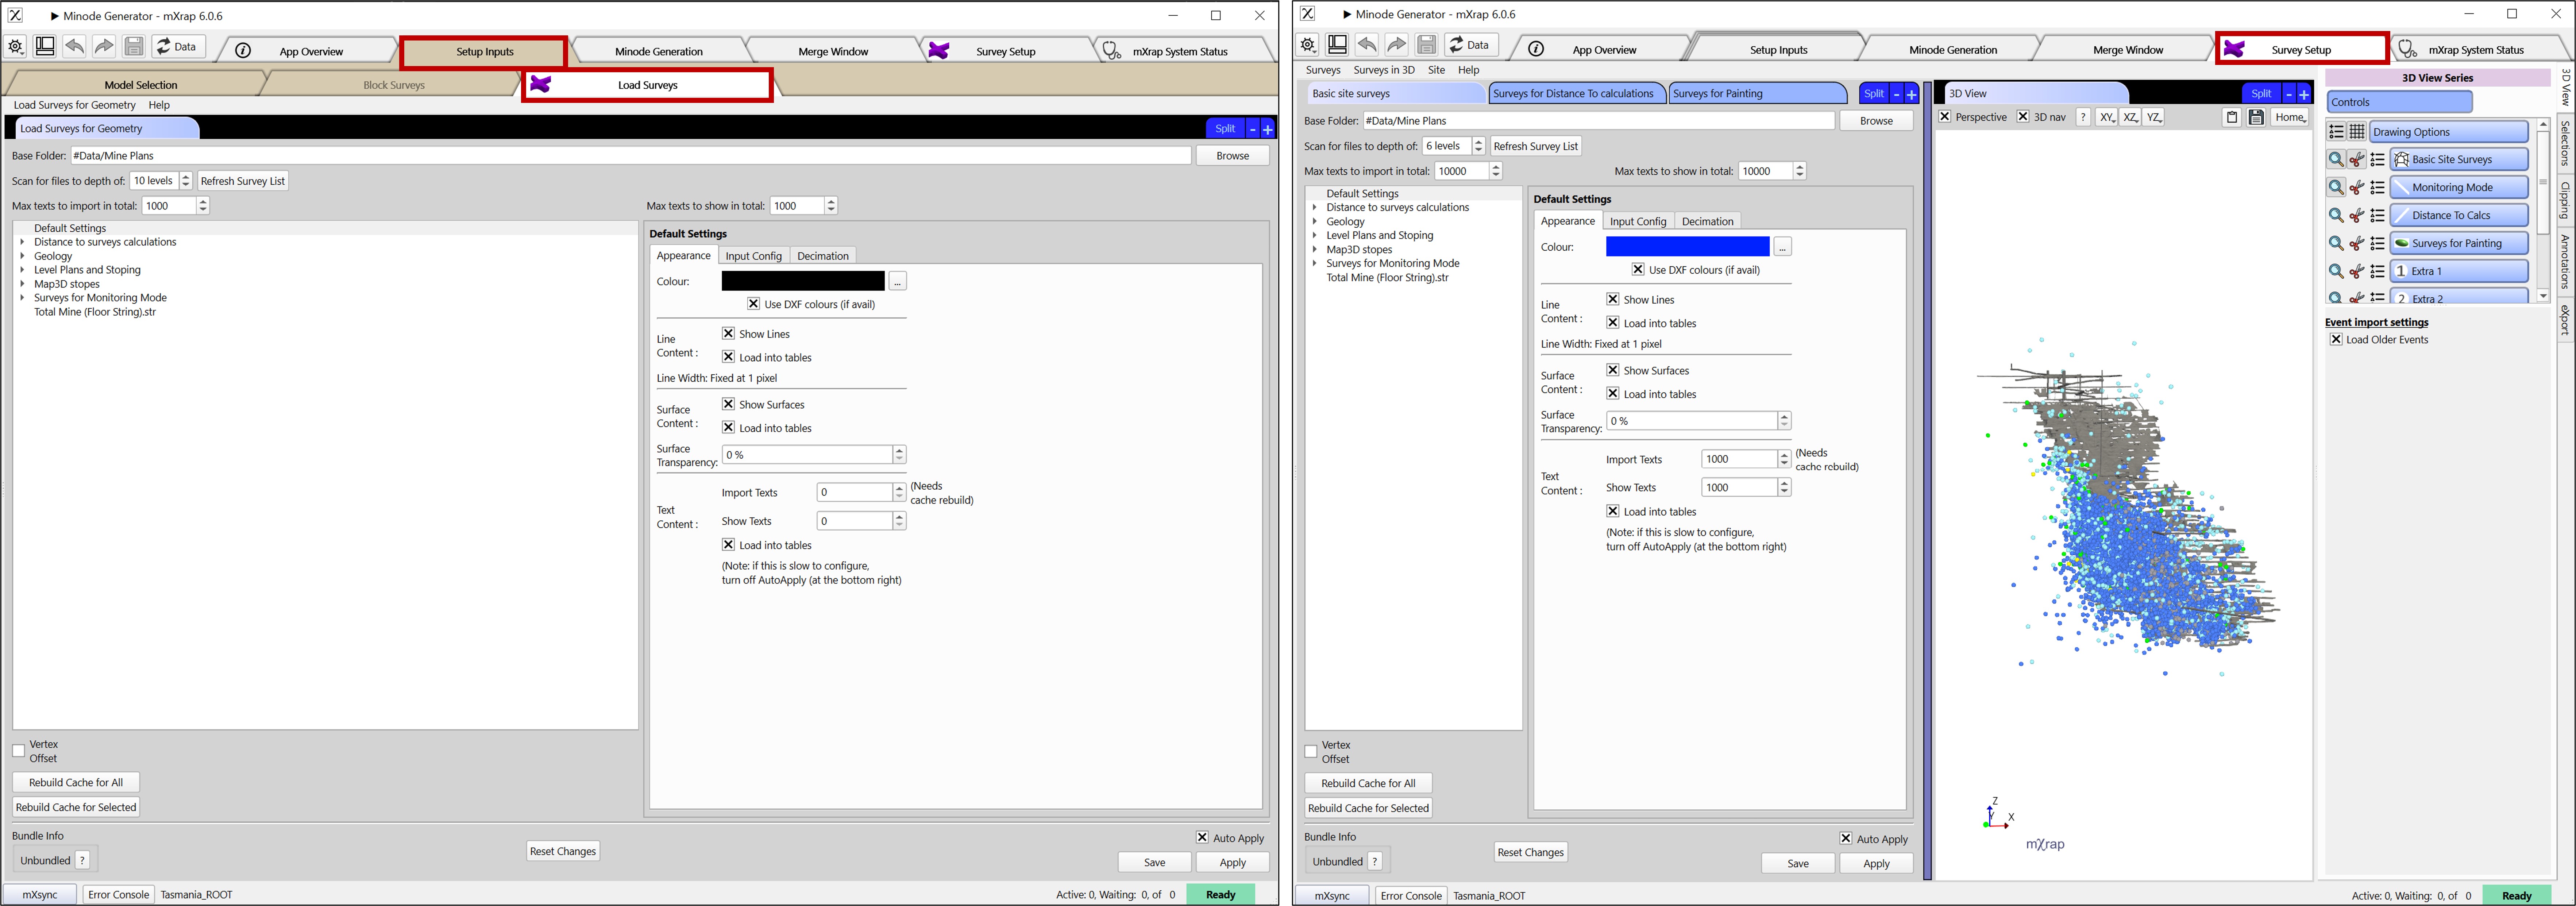 Minode Generator - mXrap 6.0.6
Data
App Overview
Setup Inputs
Minode Generation
Merge Window
Survey Setup
mXrap System Status
Model Selection
Block Surveys
Load Surveys
Load Surveys for Geometry
Help
Load Surveys for Geometry
Split
-
+
Base Folder:
#Data/Mine Plans
Browse
Scan for files to depth of:
10 levels
Refresh Survey List
Max texts to import in total:
1000
Max texts to show in total:
1000
Default Settings
Distance to surveys calculations
Geology
Level Plans and Stoping
Map3D stopes
Surveys for Monitoring Mode
Total Mine (Floor String).str
Default Settings
Appearance
Input Config
Decimation
Colour:
...
Use DXF colours (if avail)
Line
Content :
Show Lines
Load into tables
Line Width: Fixed at 1 pixel
Surface
Content :
Show Surfaces
Load into tables
Surface
Transparency:
0 %
Text
Content :
Import Texts
0
(Needs
cache rebuild)
Show Texts
0
Load into tables
(Note: if this is slow to configure,
turn off AutoApply (at the bottom right)
Vertex
Offset
Rebuild Cache for All
Rebuild Cache for Selected
Bundle Info
Unbundled
?
Reset Changes
Auto Apply
Save
Apply
mXsync
Error Console
Tasmania_ROOT
Active: 0, Waiting: 0, of 0
Ready
Minode Generator - mXrap 6.0.6
Data
App Overview
Setup Inputs
Minode Generation
Merge Window
Survey Setup
mXrap System Status
Surveys
Surveys in 3D
Site
Help
Basic site surveys
Surveys for Distance To calculations
Surveys for Painting
Split
-
+
Base Folder:
#Data/Mine Plans
Browse
Scan for files to depth of:
6 levels
Refresh Survey List
Max texts to import in total:
10000
Max texts to show in total:
10000
Default Settings
Distance to surveys calculations
Geology
Level Plans and Stoping
Map3D stopes
Surveys for Monitoring Mode
Total Mine (Floor String).str
Default Settings
Appearance
Input Config
Decimation
Colour:
...
Use DXF colours (if avail)
Line
Content :
Show Lines
Load into tables
Line Width: Fixed at 1 pixel
Surface
Content :
Show Surfaces
Load into tables
Surface
Transparency:
0 %
Text
Content :
Import Texts
1000
(Needs
cache rebuild)
Show Texts
1000
Load into tables
(Note: if this is slow to configure,
turn off AutoApply (at the bottom right)
Vertex
Offset
Rebuild Cache for All
Rebuild Cache for Selected
Bundle Info
Unbundled
?
Reset Changes
Auto Apply
Save
Apply
3D View
Split
-
+
Perspective
3D nav
?
XY
XZ
YZ
Home
Z
Y
X
mXrap
3D View Series
Controls
Drawing Options
Basic Site Surveys
Monitoring Mode
Distance To Calcs
Surveys for Painting
1
Extra 1
2
Extra 2
Event import settings
Load Older Events
3D View
Selections
Clipping
Annotations
eXport
mXsync
Error Console
Tasmania_ROOT
Active: 0, Waiting: 0, of 0
Ready